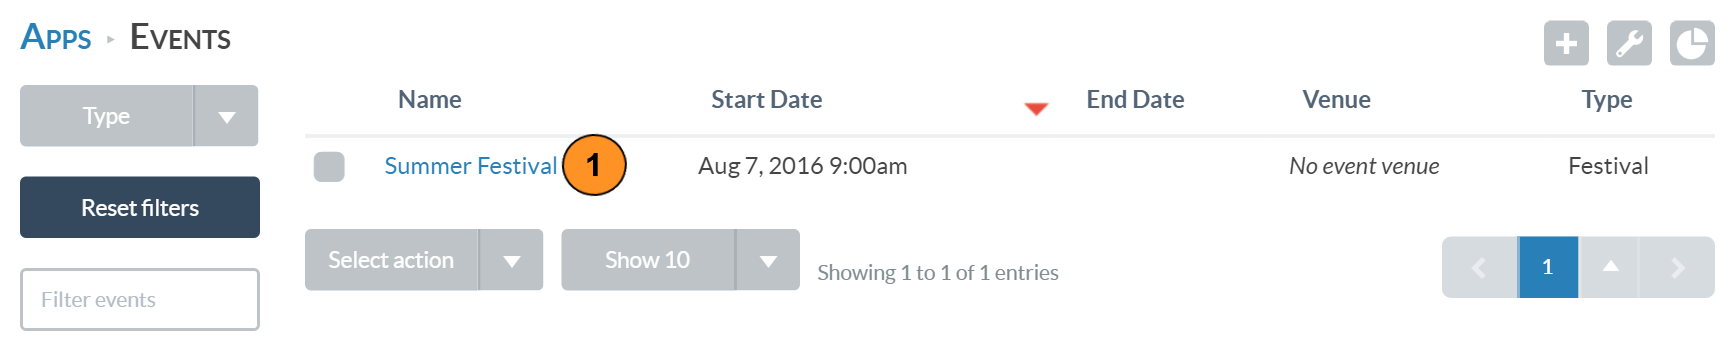 Apps ▸ Events
Type
Reset filters
Filter events
Name Start Date End Date Venue Type
Summer Festival 1 Aug 7, 2016 9:00am No event venue Festival
Select action Show 10 Showing 1 to 1 of 1 entries 1